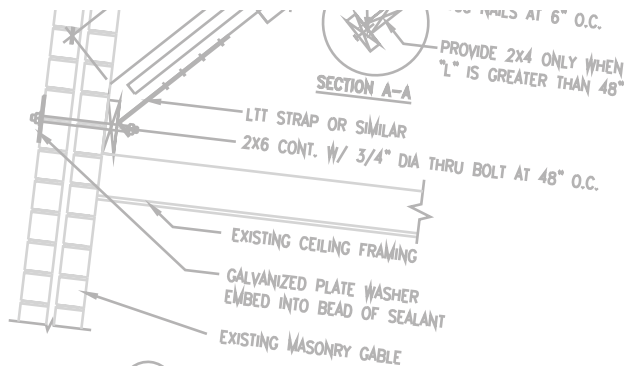 NAILS AT 6" O.C.
PROVIDE 2X4 ONLY WHEN
"L" IS GREATER THAN 48"
SECTION A-A
LTT STRAP OR SIMILAR
2X6 CONT. W/ 3/4" DIA THRU BOLT AT 48" O.C.
EXISTING CEILING FRAMING
GALVANIZED PLATE WASHER
EMBED INTO BEAD OF SEALANT
EXISTING MASONRY GABLE